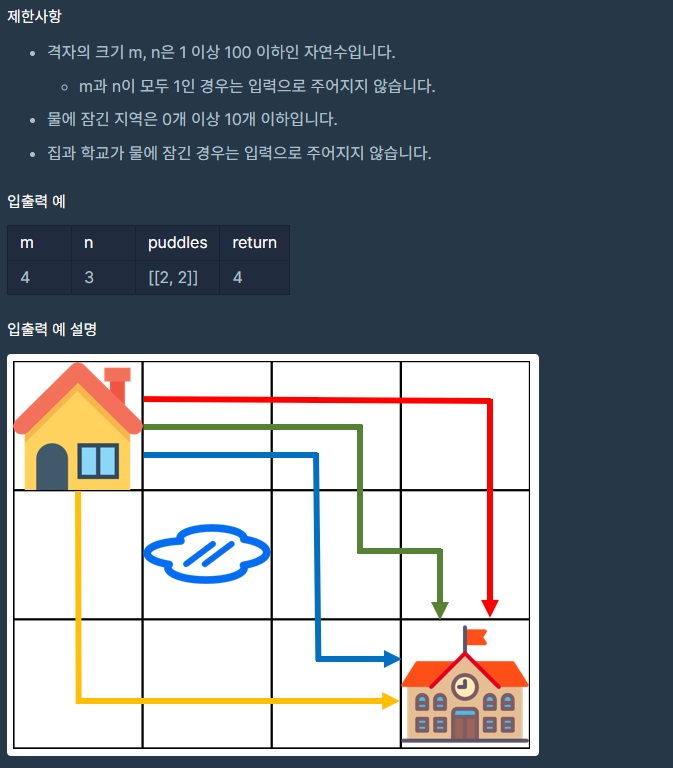 제한사항
• 격자의 크기 m, n은 1 이상 100 이하인 자연수입니다.
◦ m과 n이 모두 1인 경우는 입력으로 주어지지 않습니다.
• 물에 잠긴 지역은 0개 이상 10개 이하입니다.
• 집과 학교가 물에 잠긴 경우는 입력으로 주어지지 않습니다.
입출력 예
m n puddles return
4 3 [[2, 2]] 4
입출력 예 설명